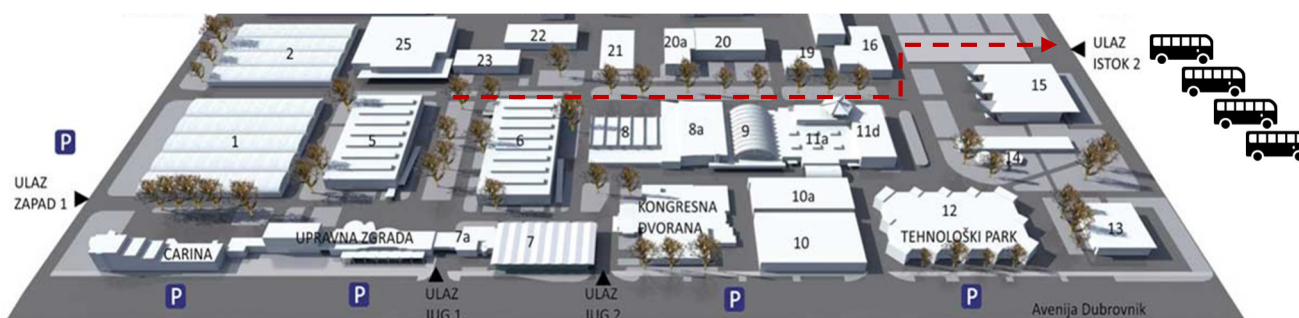 2
25
22
23
21
20a
20
19
16
ULAZ
ISTOK 2
15
1
5
6
8
8a
9
11a
11d
14
P
ULAZ
ZAPAD 1
CARINA
UPRAVNA ZGRADA
7a
7
KONGRESNA
DVORANA
10a
10
12
TEHNOLOŠKI PARK
13
P
P
ULAZ
JUG 1
ULAZ
JUG 2
P
P
Avenija Dubrovnik